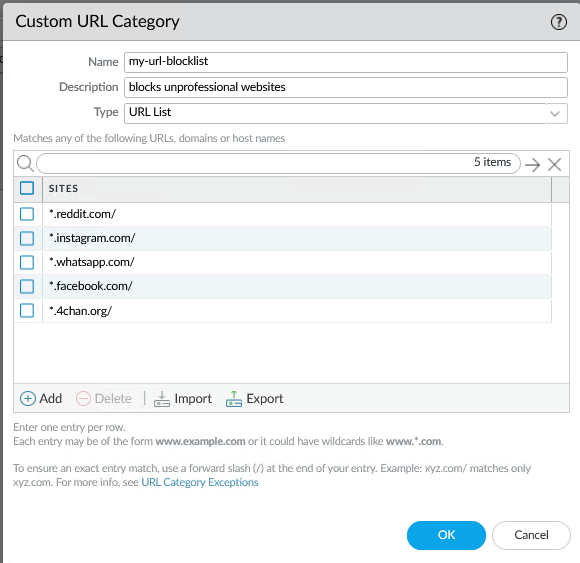 Custom URL Category
?
Name my-url-blocklist
Description blocks unprofessional websites
Type URL List
Matches any of the following URLs, domains or host names
5 items
SITES
*.reddit.com/
*.instagram.com/
*.whatsapp.com/
*.facebook.com/
*.4chan.org/
Add Delete Import Export
Enter one entry per row.
Each entry may be of the form www.example.com or it could have wildcards like www.*.com.
To ensure an exact entry match, use a forward slash (/) at the end of your entry. Example: xyz.com/ matches only
xyz.com. For more info, see URL Category Exceptions
OK Cancel